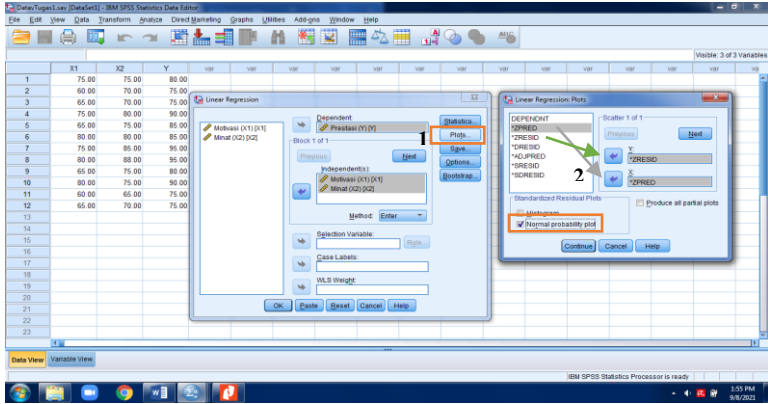 DatavTugas1.sav [DataSet1] - IBM SPSS Statistics Data Editor
File Edit View Data Transform Analyze Direct Marketing Graphs Utilities Add-ons Window Help
Visible: 3 of 3 Variables
X1 X2 Y var var var var var var var var var var var
1 75.00 75.00 80.00
2 60.00 70.00 75.00
3 65.00 70.00 75.00
4 75.00 80.00 90.00
5 65.00 75.00 85.00
6 80.00 80.00 85.00
7 75.00 85.00 95.00
8 80.00 88.00 95.00
9 65.00 75.00 80.00
10 80.00 75.00 90.00
11 60.00 65.00 75.00
12 65.00 70.00 75.00
13
14
15
16
17
18
19
20
21
22
23
Linear Regression
Motivasi (X1) [X1]
Minat (X2) [X2]
Dependent:
Prestasi (Y) [Y]
Block 1 of 1
Previous Next
Independent(s):
Motivasi (X1) [X1]
Minat (X2) [X2]
Method: Enter
Selection Variable:
Rule...
Case Labels:
WLS Weight:
OK Paste Reset Cancel Help
Statistics...
1 Plots...
Save...
Options...
Bootstrap...
Linear Regression: Plots
DEPENDNT
*ZPRED
*ZRESID
*DRESID
*ADJPRED
*SRESID
*SDRESID
Scatter 1 of 1
Previous Next
Y:
*ZRESID
2
X:
*ZPRED
Standardized Residual Plots
Histogram
Normal probability plot
Produce all partial plots
Continue Cancel Help
Data View Variable View
IBM SPSS Statistics Processor is ready
1:55 PM
9/8/2021